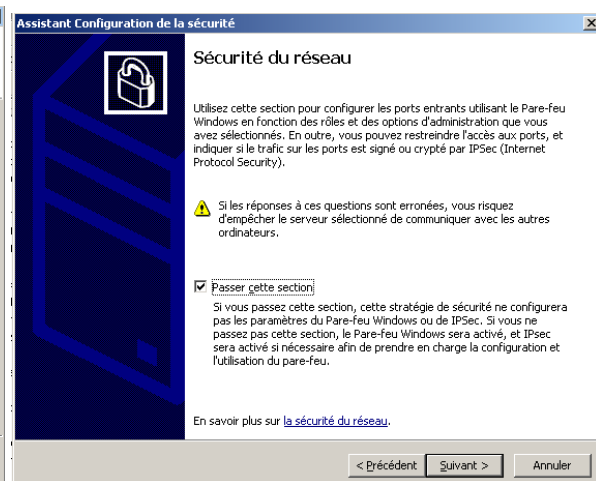 Assistant Configuration de la sécurité
Sécurité du réseau
Utilisez cette section pour configurer les ports entrants utilisant le Pare-feu
Windows en fonction des rôles et des options d'administration que vous
avez sélectionnés. En outre, vous pouvez restreindre l'accès aux ports, et
indiquer si le trafic sur les ports est signé ou crypté par IPSec (Internet
Protocol Security).
Si les réponses à ces questions sont erronées, vous risquez
d'empêcher le serveur sélectionné de communiquer avec les autres
ordinateurs.
Passer cette section
Si vous passez cette section, cette stratégie de sécurité ne configurera
pas les paramètres du Pare-feu Windows ou de IPSec. Si vous ne
passez pas cette section, le Pare-feu Windows sera activé, et IPsec
sera activé si nécessaire afin de prendre en charge la configuration et
l'utilisation du pare-feu.
En savoir plus sur la sécurité du réseau.
< Précédent Suivant > Annuler